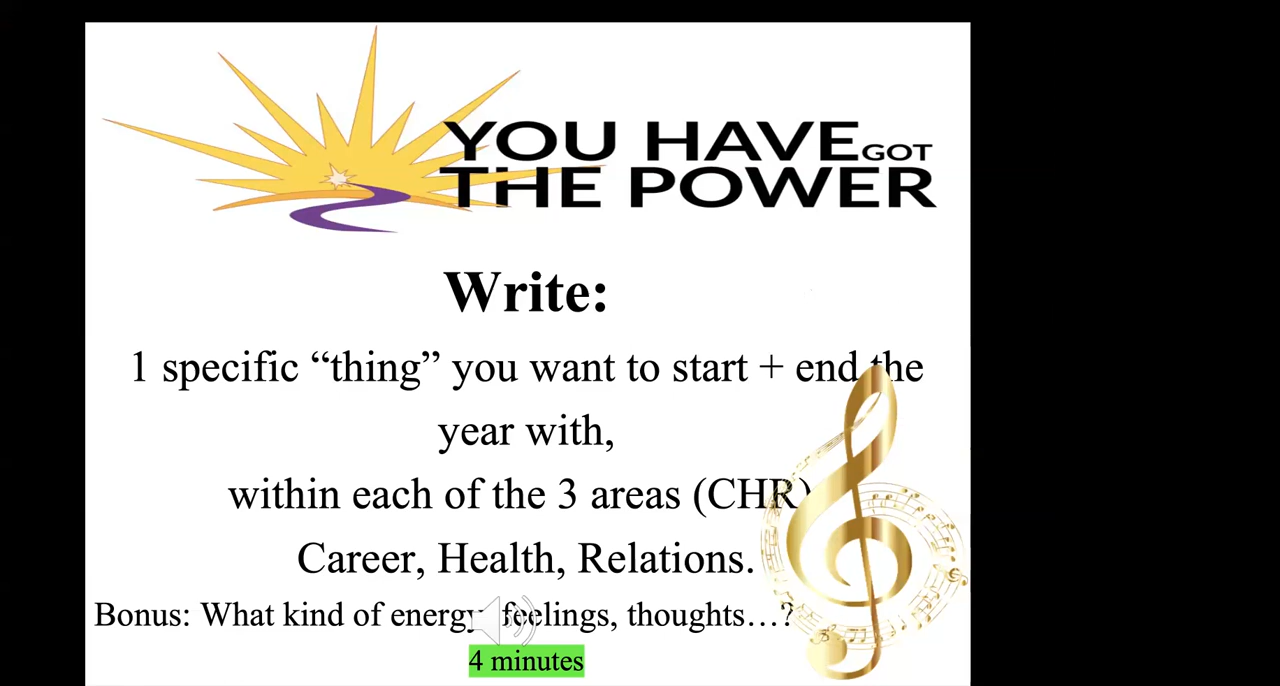 YOU HAVE GOT
THE POWER
Write:
1 specific “thing” you want to start + end the
year with,
within each of the 3 areas (CHR)
Career, Health, Relations.
Bonus: What kind of energy, feelings, thoughts…?
4 minutes